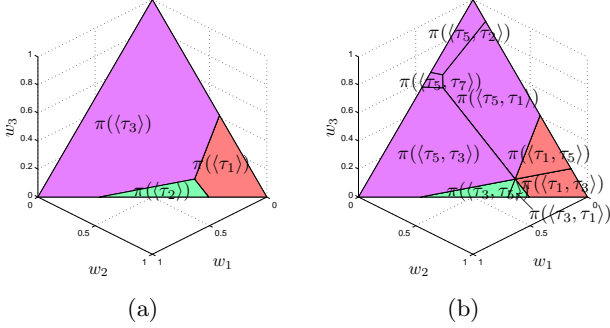 1
0.8
0.6
0.4
0.2
0
w₃
π(⟨τ₃⟩)
π(⟨τ₁⟩)
π(⟨τ₂⟩)
0
0.5
1
1
0.5
0
w₂
w₁
(a)
1
0.8
0.6
0.4
0.2
0
w₃
π(⟨τ₅, τ₂⟩)
π(⟨τ₅, τ₇⟩)
π(⟨τ₅, τ₁⟩)
π(⟨τ₅, τ₃⟩)
π(⟨τ₁, τ₅⟩)
π(⟨τ₁, τ₃⟩)
π(⟨τ₃, τ₅⟩)
π(⟨τ₃, τ₁⟩)
0
0.5
1
1
0.5
0
w₂
w₁
(b)